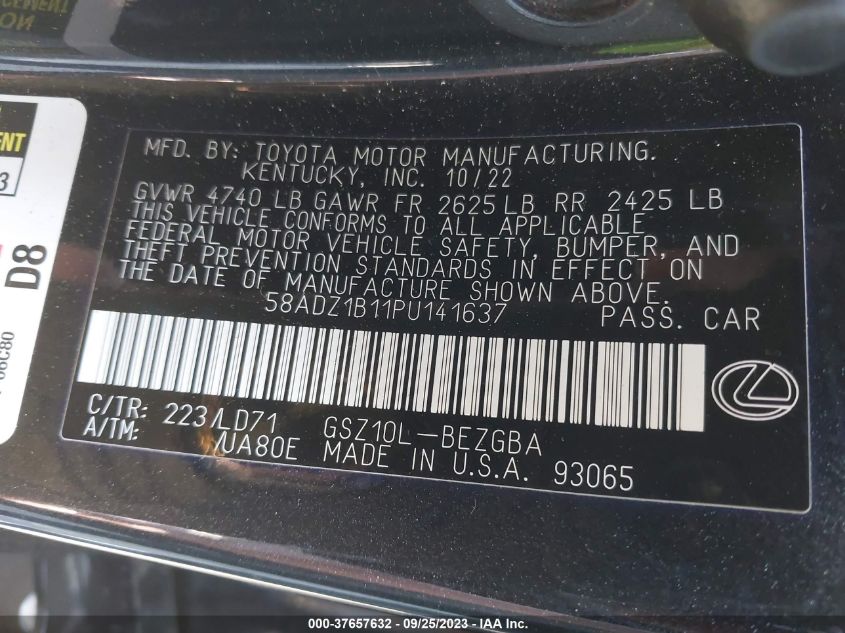 MFD. BY: TOYOTA MOTOR MANUFACTURING.
KENTUCKY, INC. 10/22
GVWR 4740 LB GAWR FR 2625 LB RR 2425 LB
THIS VEHICLE CONFORMS TO ALL APPLICABLE
FEDERAL MOTOR VEHICLE SAFETY, BUMPER, AND
THEFT PREVENTION STANDARDS IN EFFECT ON
THE DATE OF MANUFACTURE SHOWN ABOVE.
58ADZ1B11PU141637 PASS. CAR
C/TR: 223/LD71 GSZ10L-BEZGBA
A/TM: /UA80E MADE IN U.S.A. 93065
D8
000-37657632 - 09/25/2023 - IAA Inc.